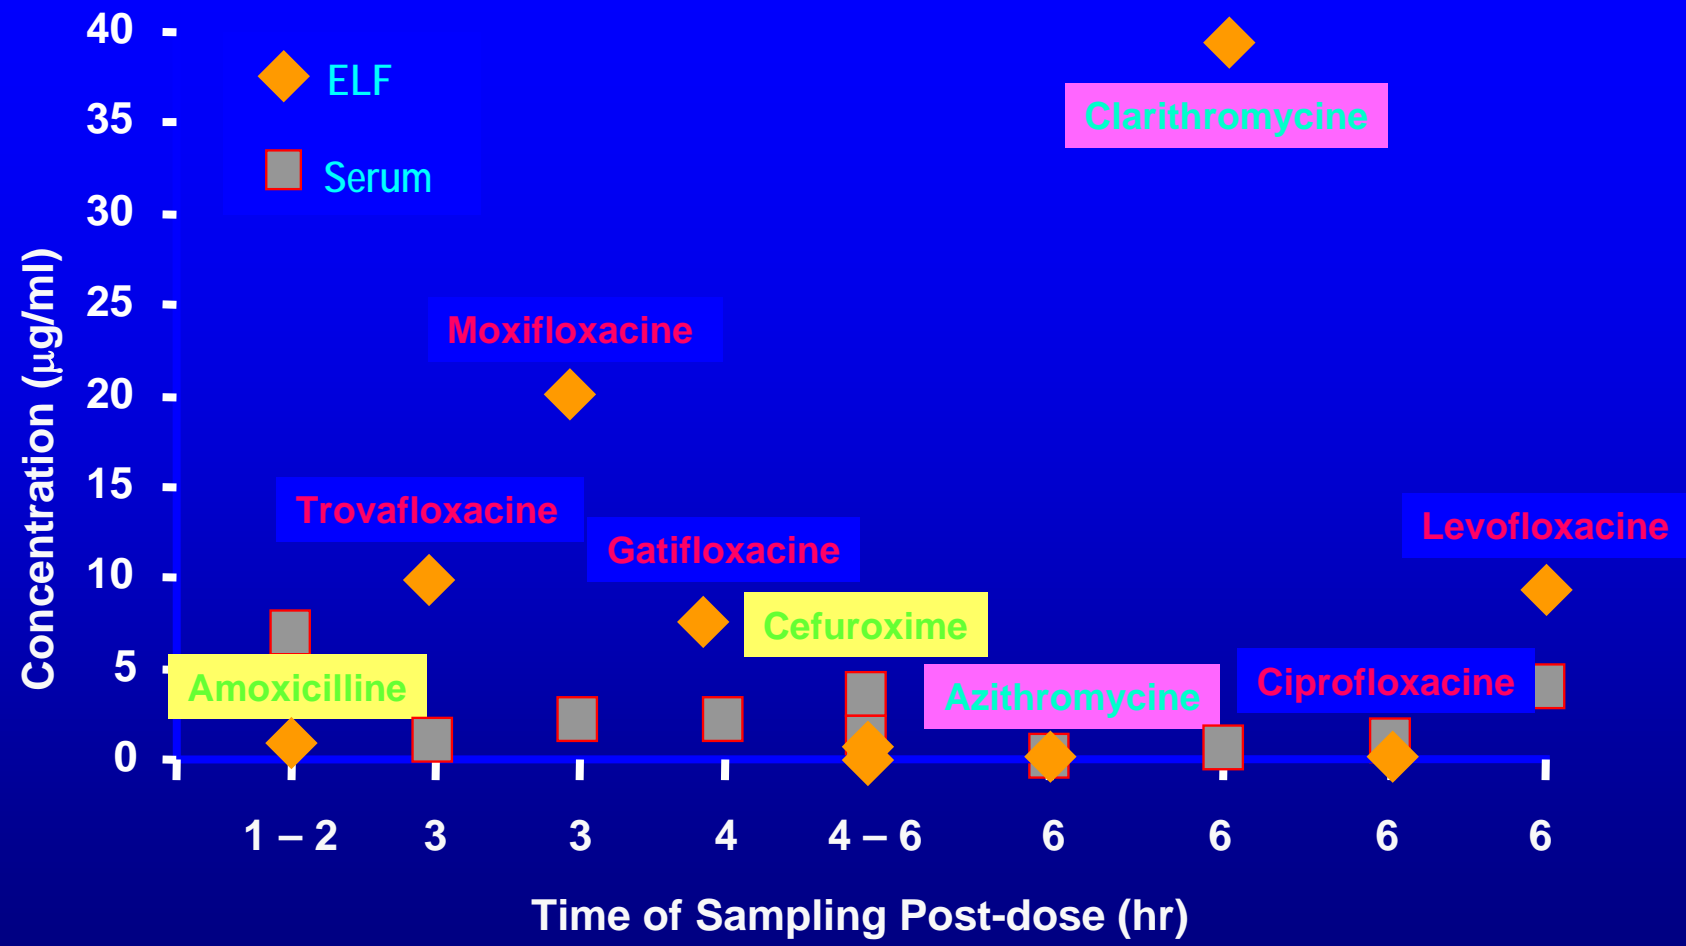 40
ELF
Clarithromycine
35
Serum
30
25
Moxifloxacine
20
15
Trovafloxacine
Levofloxacine
Gatifloxacine
10
Cefuroxime
5
Amoxicilline
Azithromycine
Ciprofloxacine
0
Concentration (µg/ml)
1 – 2 3 3 4 4 – 6 6 6 6 6
Time of Sampling Post-dose (hr)